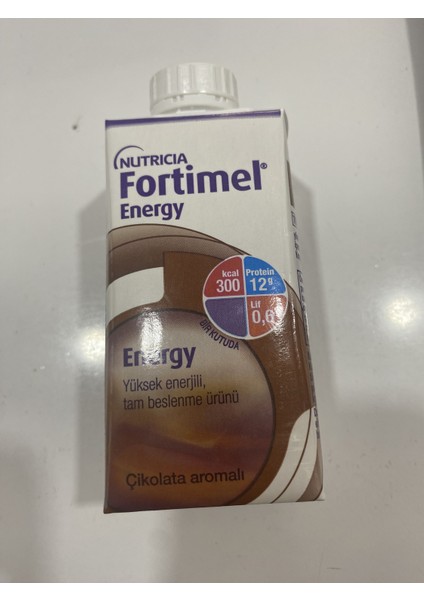 NUTRICIA
Fortimel®
Energy
kcal
300
Protein
12g
Lif
0,6
BİR KUTUDA
Energy
Yüksek enerjili,
tam beslenme ürünü
Çikolata aromalı